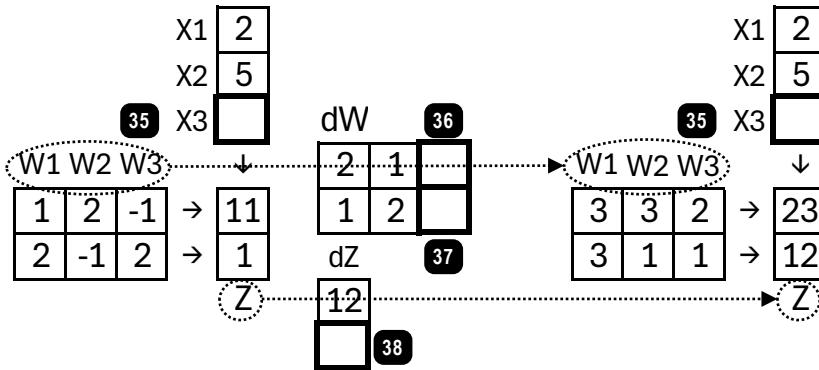 X1 2 X1 2
X2 5 X2 5
35 X3 dW 36 35 X3
W1 W2 W3 ↓ 2 1 W1 W2 W3 ↓
1 2 -1 → 11 1 2 3 3 2 → 23
2 -1 2 → 1 dZ 37 3 1 1 → 12
Z 12 Z
38